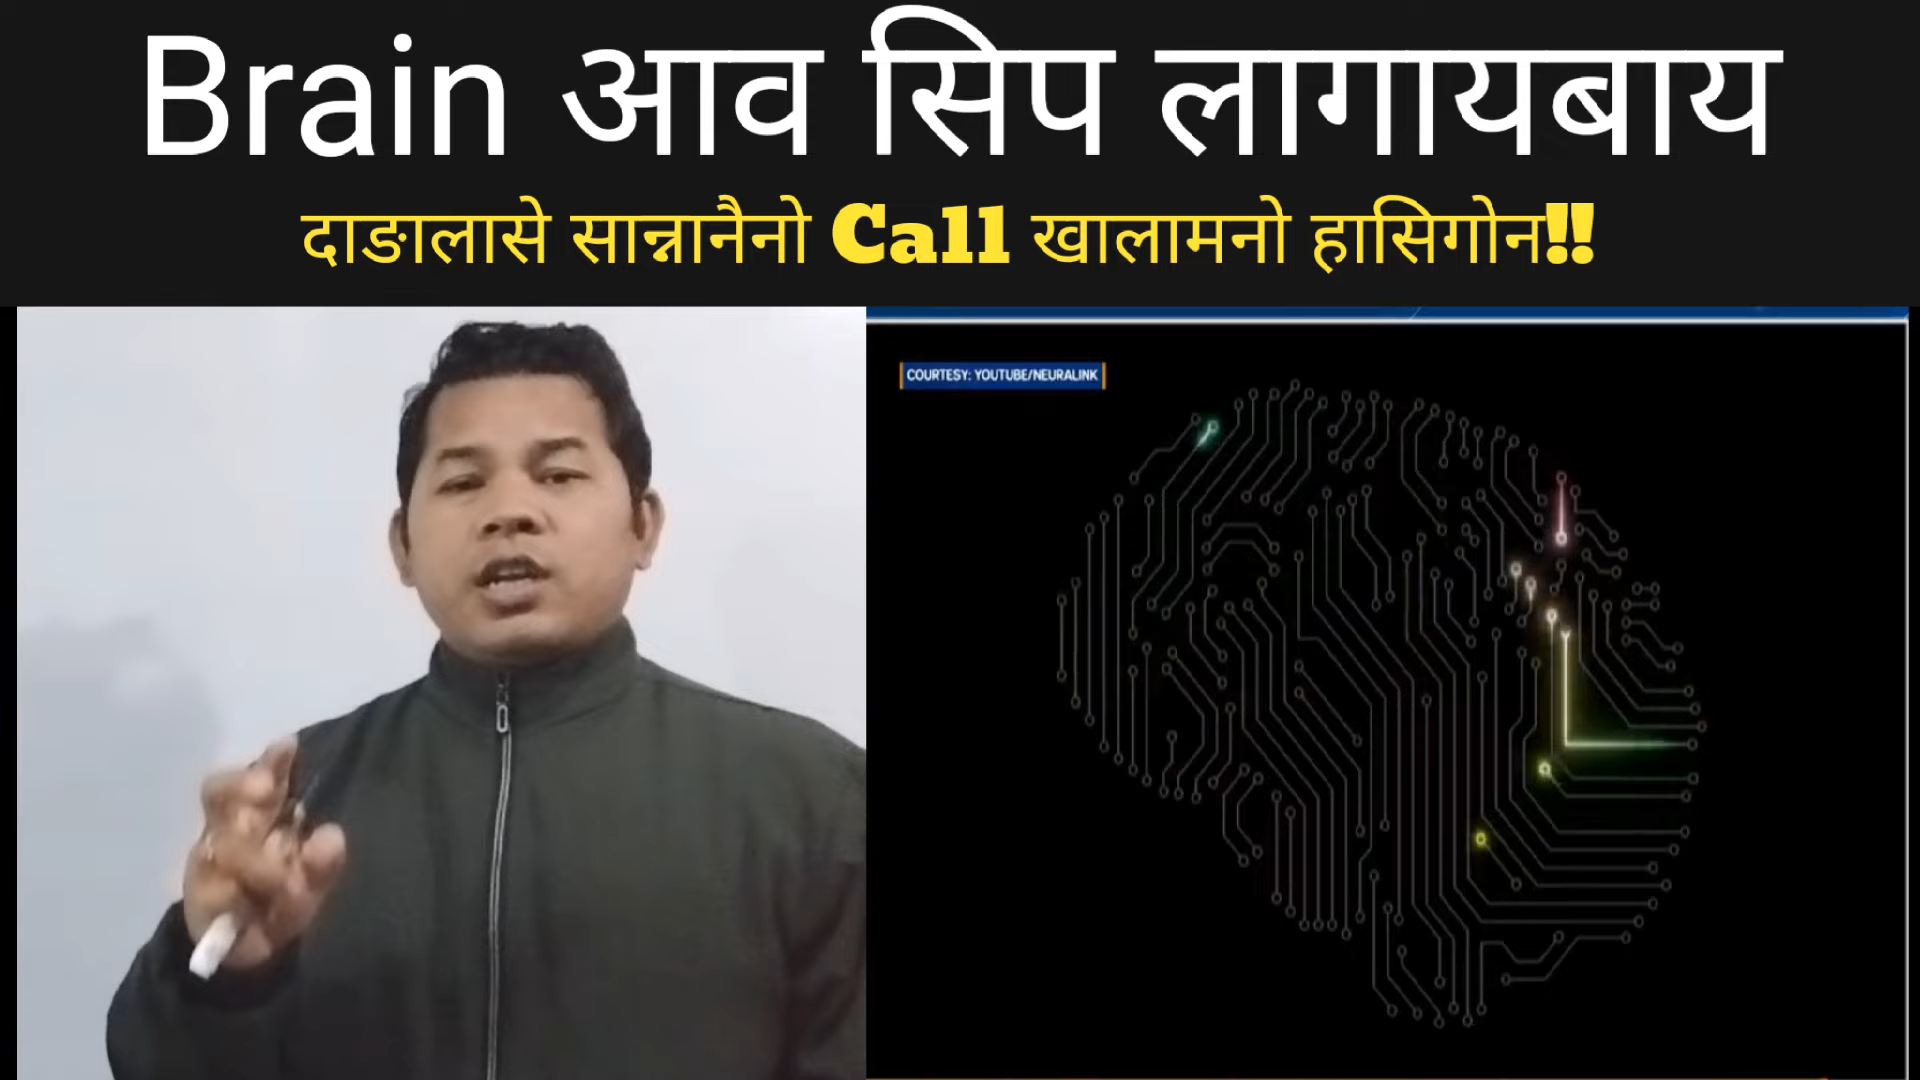 Brain आव सिप लागायबाय
दाङालासे सान्नानैनो Call खालामनो हासिगोन!!
COURTESY: YOUTUBE/NEURALINK